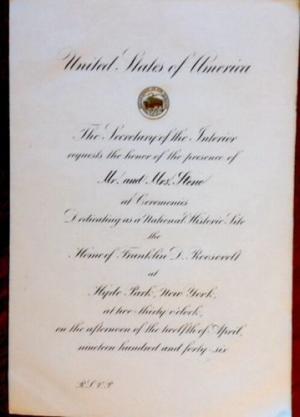 United States of America
The Secretary of the Interior
requests the honor of the presence of
Mr. and Mrs. Stone
at Ceremonies
Dedicating as a National Historic Site
the
Home of Franklin D. Roosevelt
at
Hyde Park, New York,
at two-thirty o'clock,
on the afternoon of the twelfth of April,
nineteen hundred and forty-six
R.S.V.P.